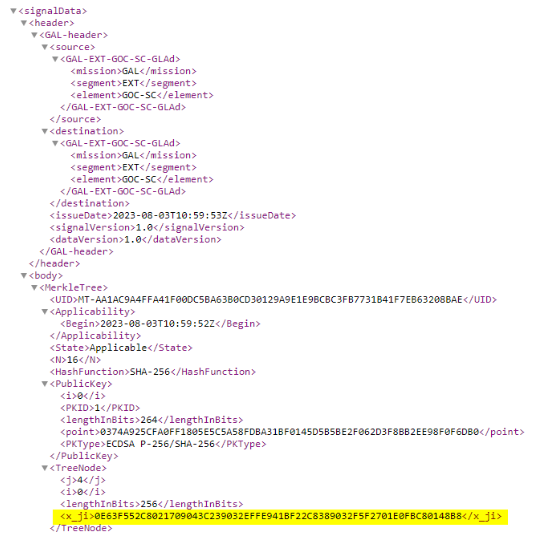 ▼<signalData>
▼<header>
▼<GAL-header>
▼<source>
▼<GAL-EXT-GOC-SC-GLAd>
<mission>GAL</mission>
<segment>EXT</segment>
<element>GOC-SC</element>
</GAL-EXT-GOC-SC-GLAd>
</source>
▼<destination>
▼<GAL-EXT-GOC-SC-GLAd>
<mission>GAL</mission>
<segment>EXT</segment>
<element>GOC-SC</element>
</GAL-EXT-GOC-SC-GLAd>
</destination>
<issueDate>2023-08-03T10:59:53Z</issueDate>
<signalVersion>1.0</signalVersion>
<dataVersion>1.0</dataVersion>
</GAL-header>
</header>
▼<body>
▼<MerkleTree>
<UID>MT-AA1AC9A4FFA41F00DC5BA63B0CD30129A9E1E9BCBC3FB7731B41F7EB63208BAE</UID>
▼<Applicability>
<Begin>2023-08-03T10:59:52Z</Begin>
</Applicability>
<State>Applicable</State>
<N>16</N>
<HashFunction>SHA-256</HashFunction>
▼<PublicKey>
<i>0</i>
<PKID>1</PKID>
<lengthInBits>264</lengthInBits>
<point>0374A925CFA0FF1805E5C5A58FDBA31BF0145D5B5BE2F062D3F8BB2EE98F0F6DB0</point>
<PKType>ECDSA P-256/SHA-256</PKType>
</PublicKey>
▼<TreeNode>
<j>4</j>
<i>0</i>
<lengthInBits>256</lengthInBits>
<x_ji>0E63F552C8021709043C239032EFFE941BF22C8389032F5F2701E0FBC80148B8</x_ji>
</TreeNode>